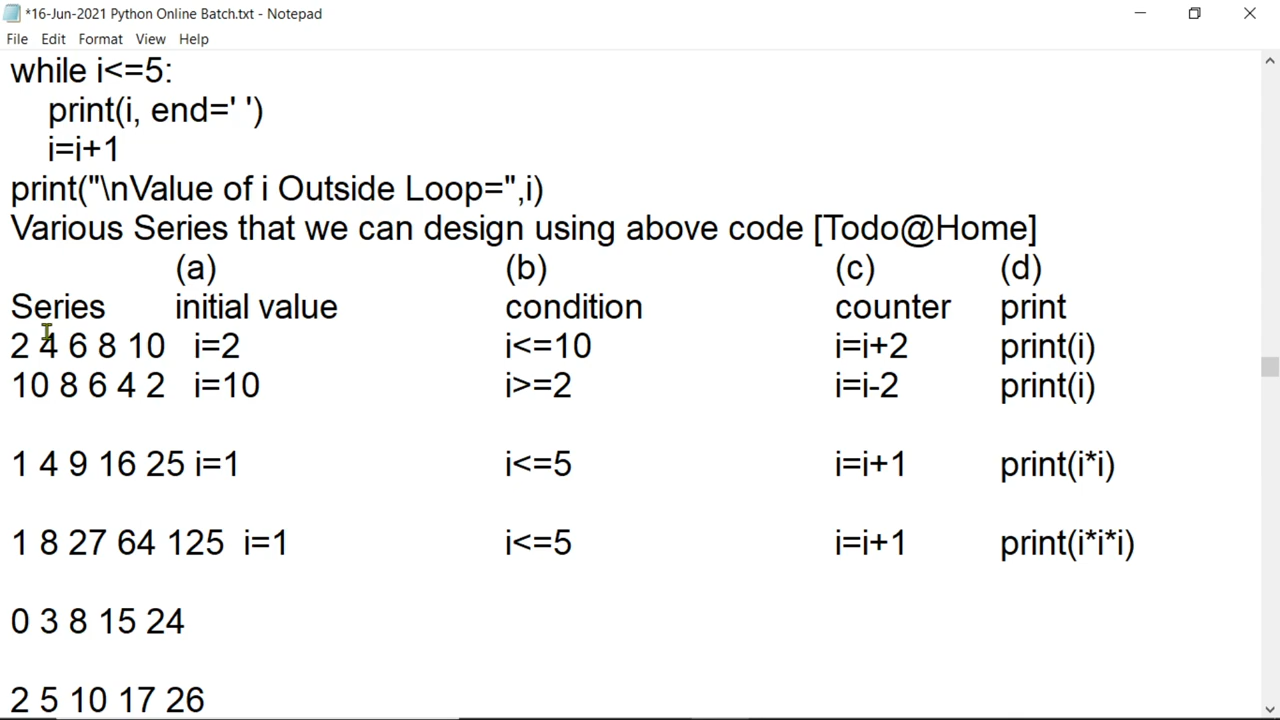 *16-Jun-2021 Python Online Batch.txt - Notepad
File Edit Format View Help
while i<=5:
print(i, end=' ')
i=i+1
print("\nValue of i Outside Loop=",i)
Various Series that we can design using above code [Todo@Home]
(a) (b) (c) (d)
Series initial value condition counter print
2 4 6 8 10 i=2 i<=10 i=i+2 print(i)
10 8 6 4 2 i=10 i>=2 i=i-2 print(i)
1 4 9 16 25 i=1 i<=5 i=i+1 print(i*i)
1 8 27 64 125 i=1 i<=5 i=i+1 print(i*i*i)
0 3 8 15 24
2 5 10 17 26